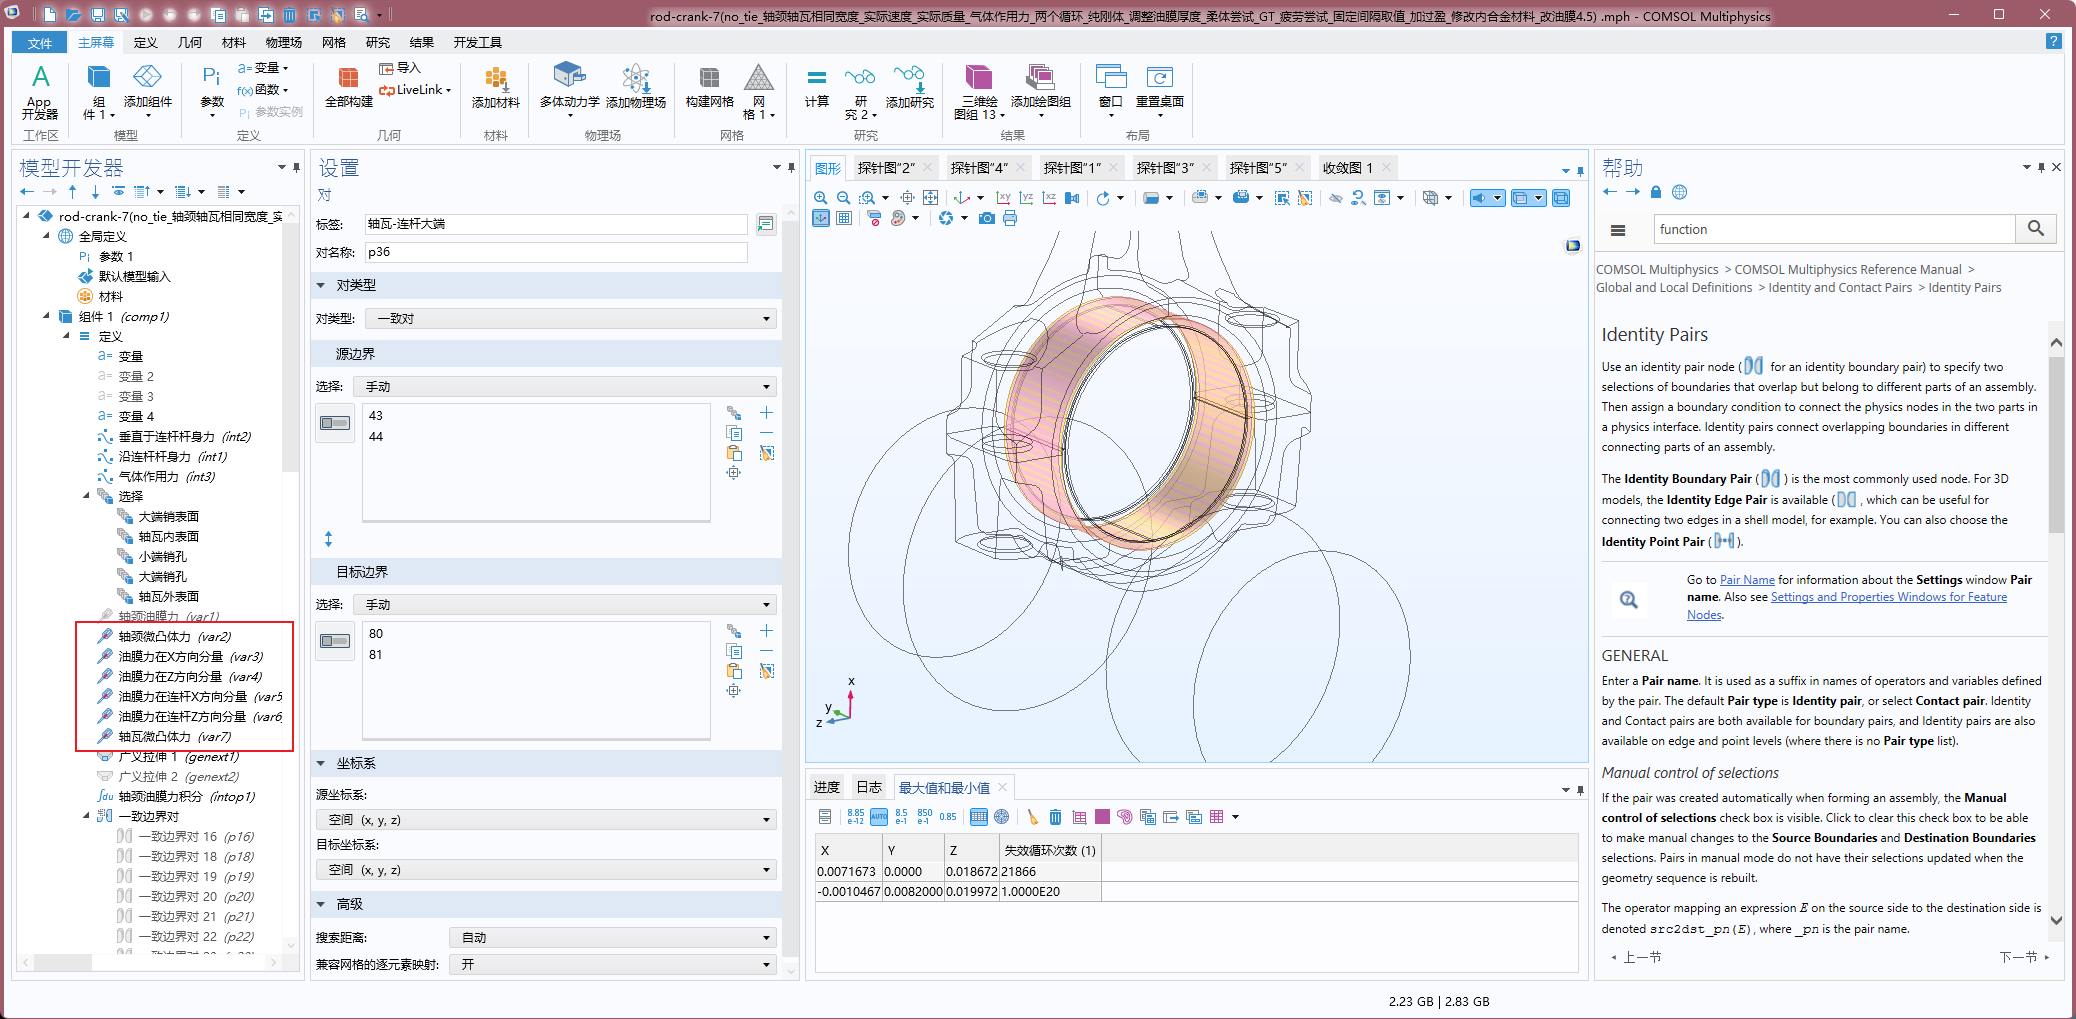 rod-crank-7(no_tie_轴颈轴瓦相同宽度_实际速度_实际质量_气体作用力_两个循环_纯刚体_调整油膜厚度_柔体尝试_GT_疲劳尝试_固定间隔取值_加过盈_修改内合金材料_改油膜4.5) .mph - COMSOL Multiphysics
文件 主屏幕 定义 几何 材料 物理场 网格 研究 结果 开发工具
App 开发器
工作区
组件 1
添加组件
模型
参数
a= 变量
f(x) 函数
Pi 参数实例
定义
全部构建
导入
LiveLink
几何
添加材料
材料
多体动力学
添加物理场
物理场
构建网格
网格 1
网格
计算
研究 2
添加研究
研究
三维绘图组 13
添加绘图组
结果
窗口
重置桌面
布局
模型开发器
rod-crank-7(no_tie_轴颈轴瓦相同宽度_实
全局定义
Pi 参数 1
默认模型输入
材料
组件 1 (comp1)
定义
a= 变量
a= 变量 2
a= 变量 3
a= 变量 4
垂直于连杆杆身力 (int2)
沿连杆杆身力 (int1)
气体作用力 (int3)
选择
大端销表面
轴瓦内表面
小端销孔
大端销孔
轴瓦外表面
轴颈油膜力 (var1)
轴颈微凸体力 (var2)
油膜力在X方向分量 (var3)
油膜力在Z方向分量 (var4)
油膜力在连杆X方向分量 (var5
油膜力在连杆Z方向分量 (var6
轴瓦微凸体力 (var7)
广义拉伸 1 (genext1)
广义拉伸 2 (genext2)
∫du 轴颈油膜力积分 (intop1)
一致边界对
一致边界对 16 (p16)
一致边界对 18 (p18)
一致边界对 19 (p19)
一致边界对 20 (p20)
一致边界对 21 (p21)
一致边界对 22 (p22)
设置
对
标签: 轴瓦-连杆大端
对名称: p36
对类型
对类型: 一致对
源边界
选择: 手动
43
44
目标边界
选择: 手动
80
81
坐标系
源坐标系:
空间 (x, y, z)
目标坐标系:
空间 (x, y, z)
高级
搜索距离: 自动
兼容网格的逐元素映射: 开
图形 探针图“2” 探针图“4” 探针图“1” 探针图“3” 探针图“5” 收敛图 1
xy yz xz
x
y
z
进度 日志 最大值和最小值
8.85 e-12 AUTO 8.5 e-1 850 e-1 0.85
X Y Z 失效循环次数 (1)
0.0071673 0.0000 0.018672 21866
-0.0010467 0.0082000 0.019972 1.0000E20
帮助
function
COMSOL Multiphysics > COMSOL Multiphysics Reference Manual >
Global and Local Definitions > Identity and Contact Pairs > Identity Pairs
Identity Pairs
Use an identity pair node ( for an identity boundary pair) to specify two
selections of boundaries that overlap but belong to different parts of an assembly.
Then assign a boundary condition to connect the physics nodes in the two parts in
a physics interface. Identity pairs connect overlapping boundaries in different
connecting parts of an assembly.
The Identity Boundary Pair ( ) is the most commonly used node. For 3D
models, the Identity Edge Pair is available ( , which can be useful for
connecting two edges in a shell model, for example. You can also choose the
Identity Point Pair ( ).
Go to Pair Name for information about the Settings window Pair
name. Also see Settings and Properties Windows for Feature
Nodes.
GENERAL
Enter a Pair name. It is used as a suffix in names of operators and variables defined
by the pair. The default Pair type is Identity pair, or select Contact pair. Identity
and Contact pairs are both available for boundary pairs, and Identity pairs are also
available on edge and point levels (where there is no Pair type list).
Manual control of selections
If the pair was created automatically when forming an assembly, the Manual
control of selections check box is visible. Click to clear this check box to be able
to make manual changes to the Source Boundaries and Destination Boundaries
selections. Pairs in manual mode do not have their selections updated when the
geometry sequence is rebuilt.
The operator mapping an expression E on the source side to the destination side is
denoted src2dst_pn(E), where _pn is the pair name.
上一节 下一节
2.23 GB | 2.83 GB